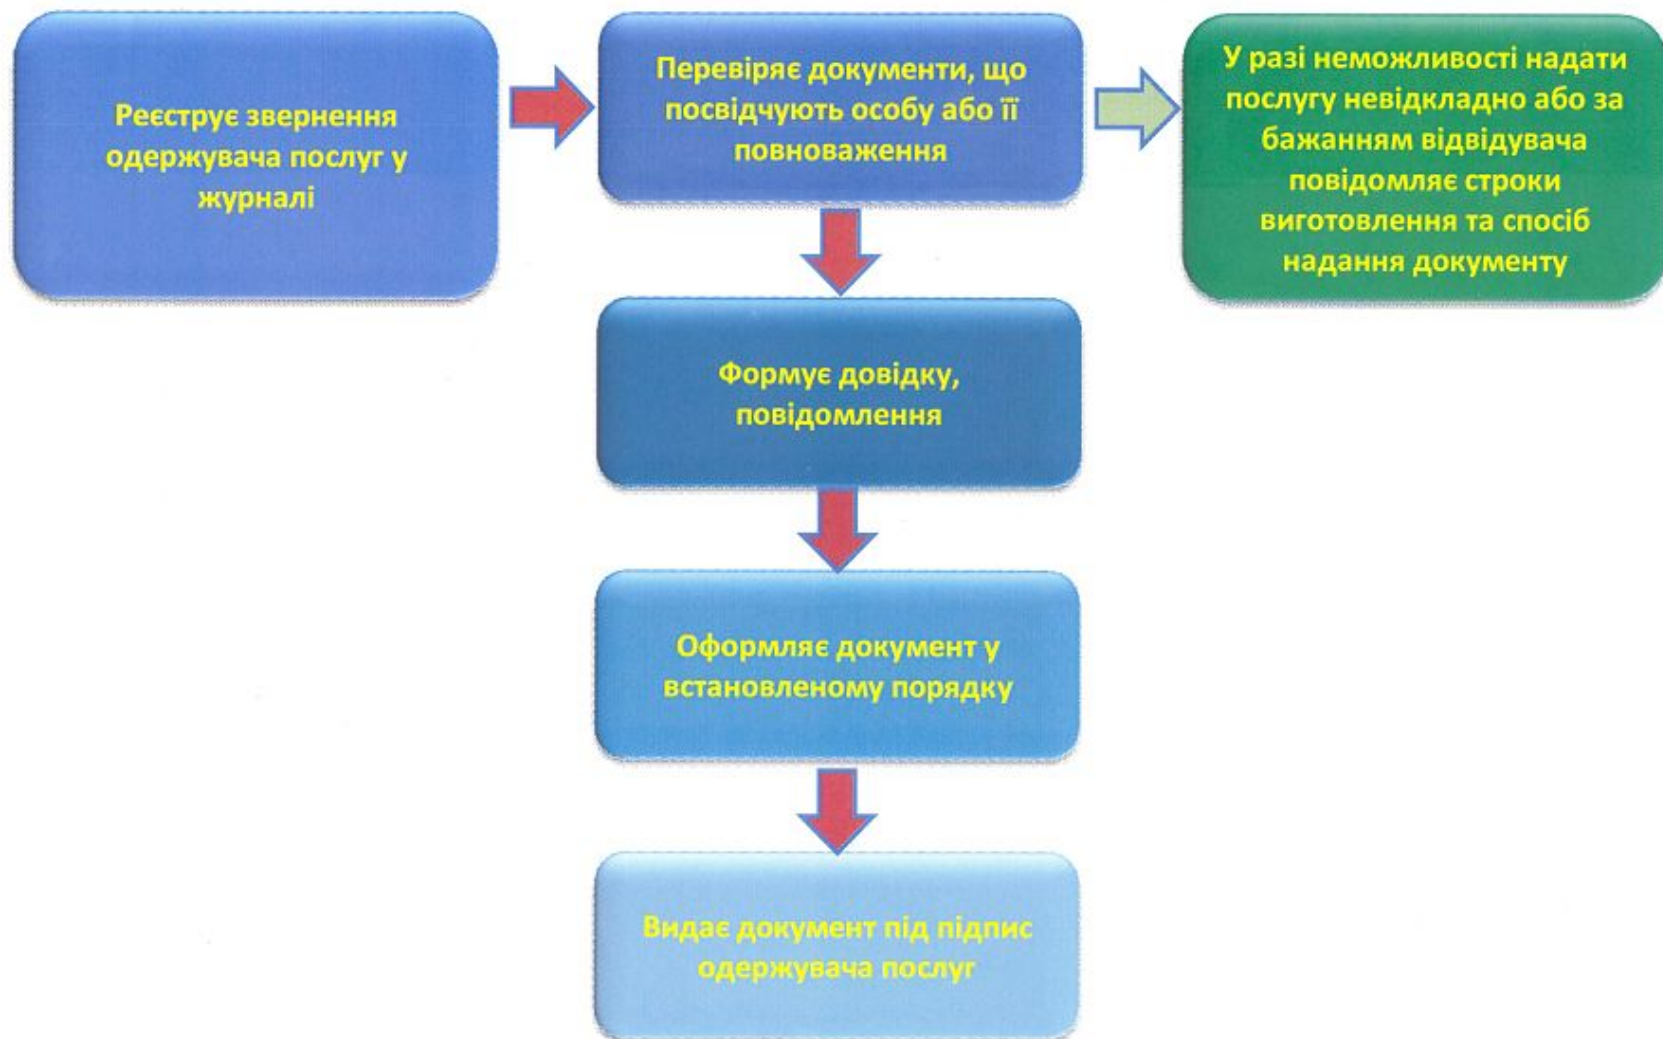 Реєструє звернення
одержувача послуг у
журналі
Перевіряє документи, що
посвідчують особу або її
повноваження
У разі неможливості надати
послугу невідкладно або за
бажанням відвідувача
повідомляє строки
виготовлення та спосіб
надання документу
Формує довідку,
повідомлення
Оформляє документ у
встановленому порядку
Видає документ під підпис
одержувача послуг